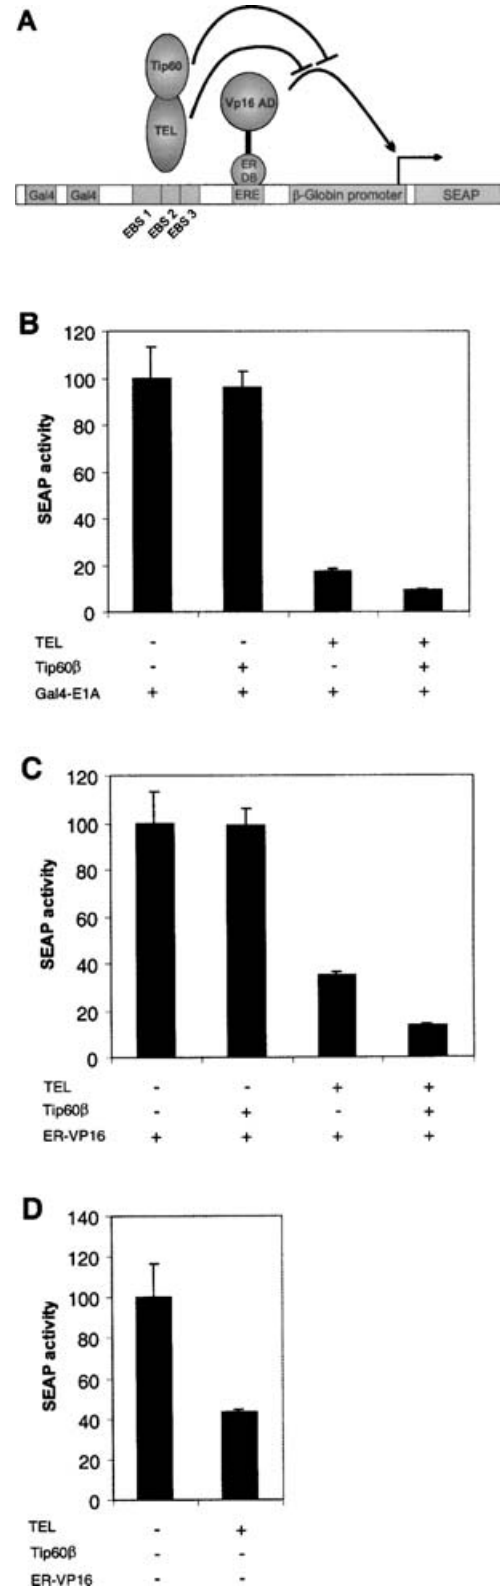 A
Tip60
TEL
Vp16 AD
ER
DB
Gal4 Gal4 ERE β-Globin promoter SEAP
EBS 1 EBS 2 EBS 3
B
SEAP activity
120
100
80
60
40
20
0
TEL - - + +
Tip60β - + - +
Gal4-E1A + + + +
C
SEAP activity
120
100
80
60
40
20
0
TEL - - + +
Tip60β - + - +
ER-VP16 + + + +
D
SEAP activity
140
120
100
80
60
40
20
0
TEL - +
Tip60β - -
ER-VP16 - -